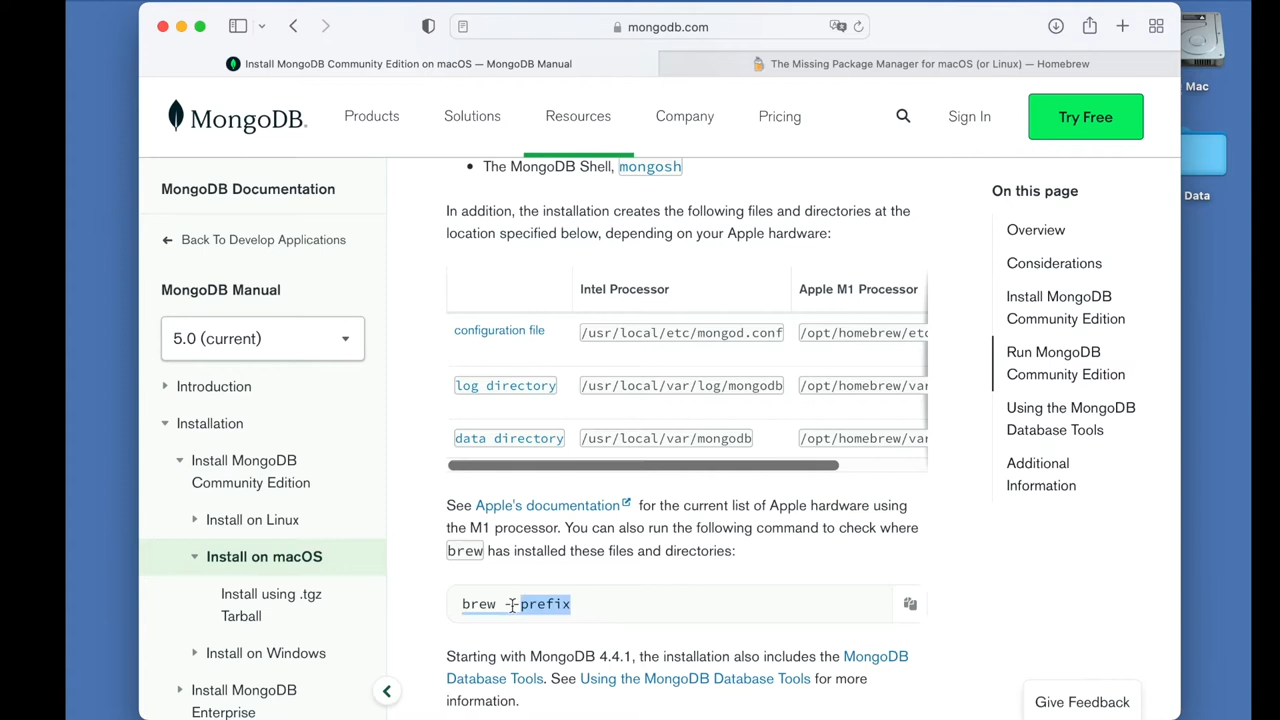 mongodb.com
Install MongoDB Community Edition on macOS — MongoDB Manual
The Missing Package Manager for macOS (or Linux) — Homebrew
Mac
Data
MongoDB.
Products
Solutions
Resources
Company
Pricing
Sign In
Try Free
MongoDB Documentation
Back To Develop Applications
MongoDB Manual
5.0 (current)
Introduction
Installation
Install MongoDB
Community Edition
Install on Linux
Install on macOS
Install using .tgz
Tarball
Install on Windows
Install MongoDB
Enterprise
• The MongoDB Shell, mongosh
In addition, the installation creates the following files and directories at the
location specified below, depending on your Apple hardware:
Intel Processor
Apple M1 Processor
configuration file
/usr/local/etc/mongod.conf
/opt/homebrew/etc
log directory
/usr/local/var/log/mongodb
/opt/homebrew/var
data directory
/usr/local/var/mongodb
/opt/homebrew/var
See Apple's documentation for the current list of Apple hardware using
the M1 processor. You can also run the following command to check where
brew has installed these files and directories:
brew --prefix
Starting with MongoDB 4.4.1, the installation also includes the MongoDB
Database Tools. See Using the MongoDB Database Tools for more
information.
On this page
Overview
Considerations
Install MongoDB
Community Edition
Run MongoDB
Community Edition
Using the MongoDB
Database Tools
Additional
Information
Give Feedback